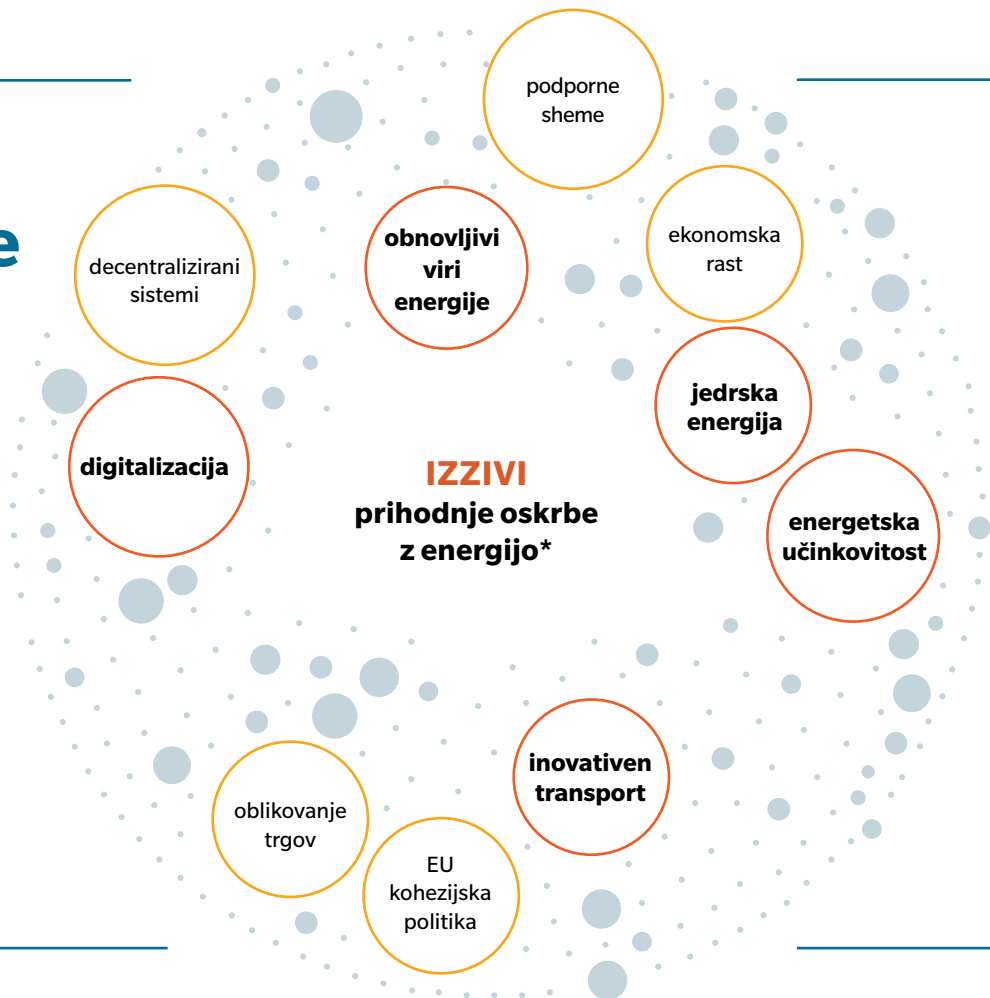 podporne
sheme
e
obnovljivi
viri
energije
ekonomska
rast
decentralizirani
sistemi
jedrska
energija
digitalizacija
IZZIVI
prihodnje oskrbe
z energijo*
energetska
učinkovitost
inovativen
transport
oblikovanje
trgov
EU
kohezijska
politika